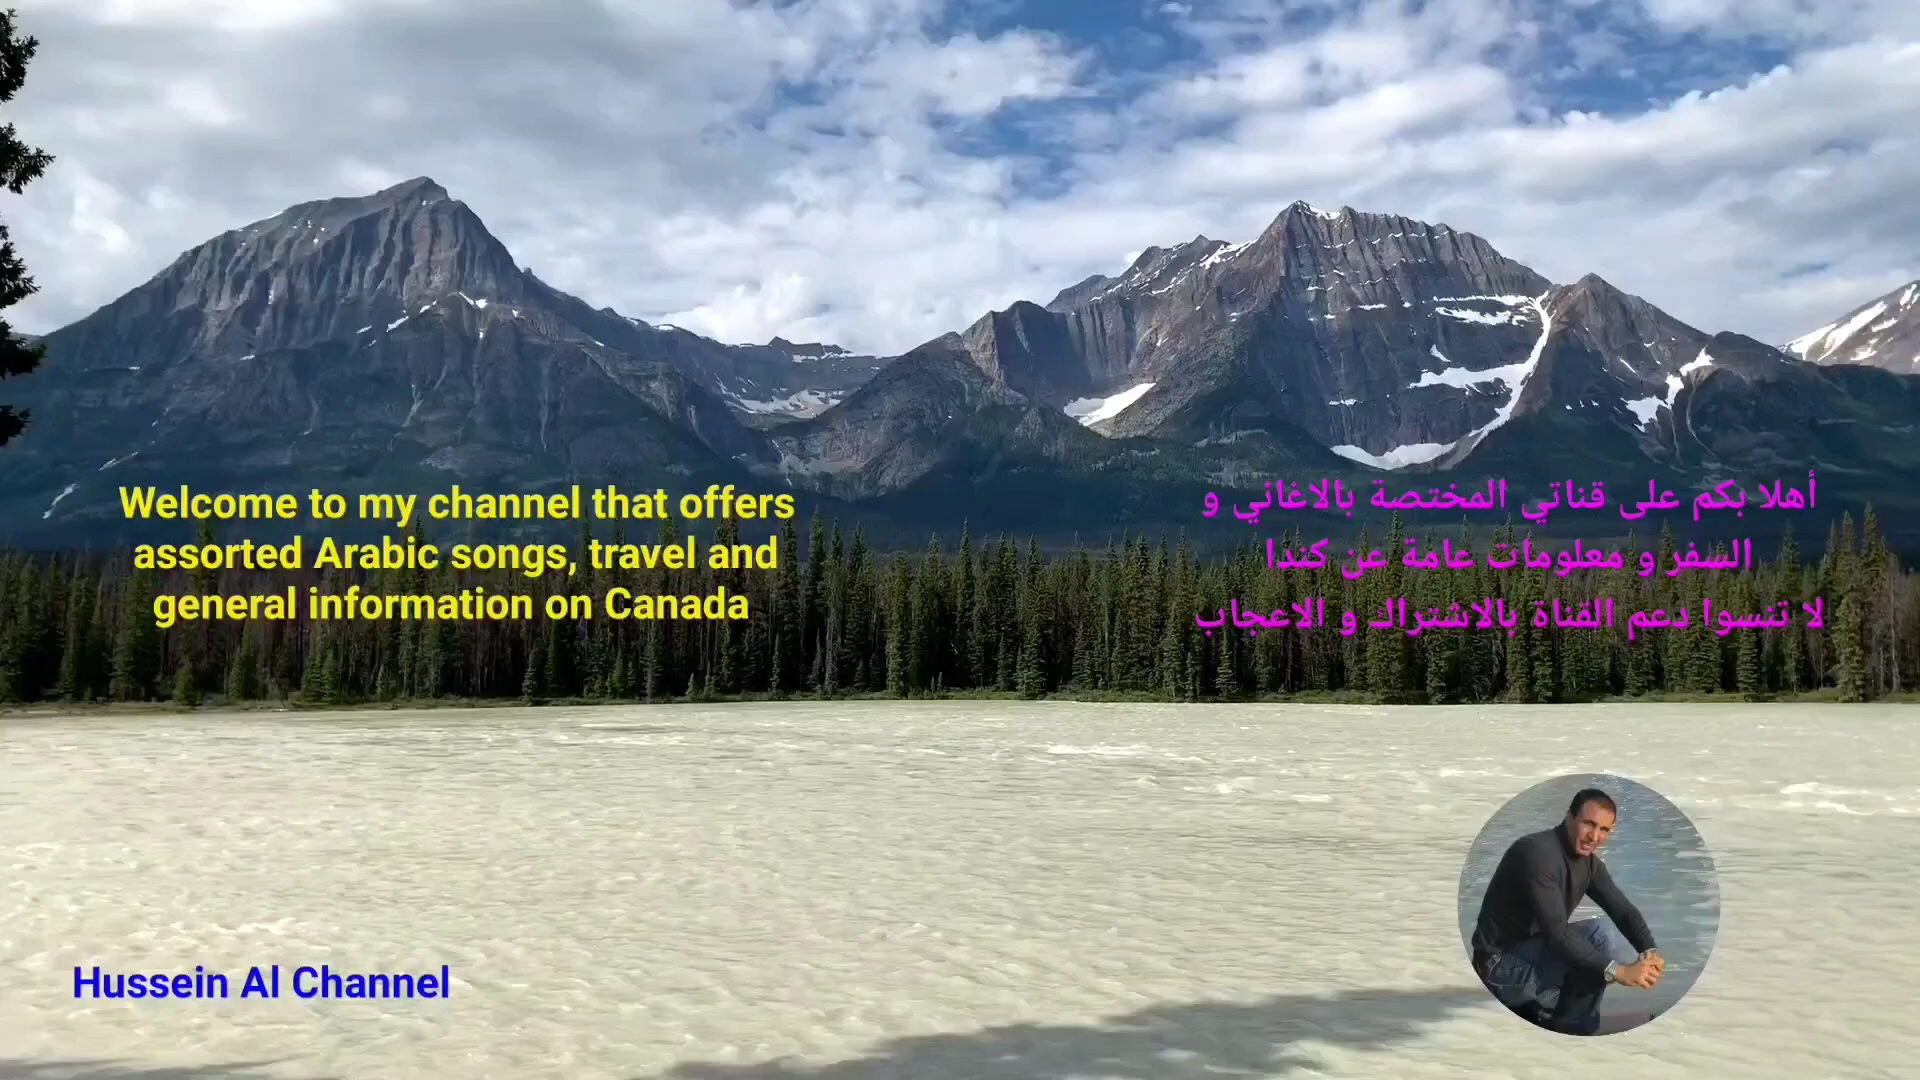 Welcome to my channel that offers
assorted Arabic songs, travel and
general information on Canada
أهلا بكم على قناتي المختصة بالاغاني و
السفر و معلومات عامة عن كندا
لا تنسوا دعم القناة بالاشتراك و الاعجاب
Hussein Al Channel